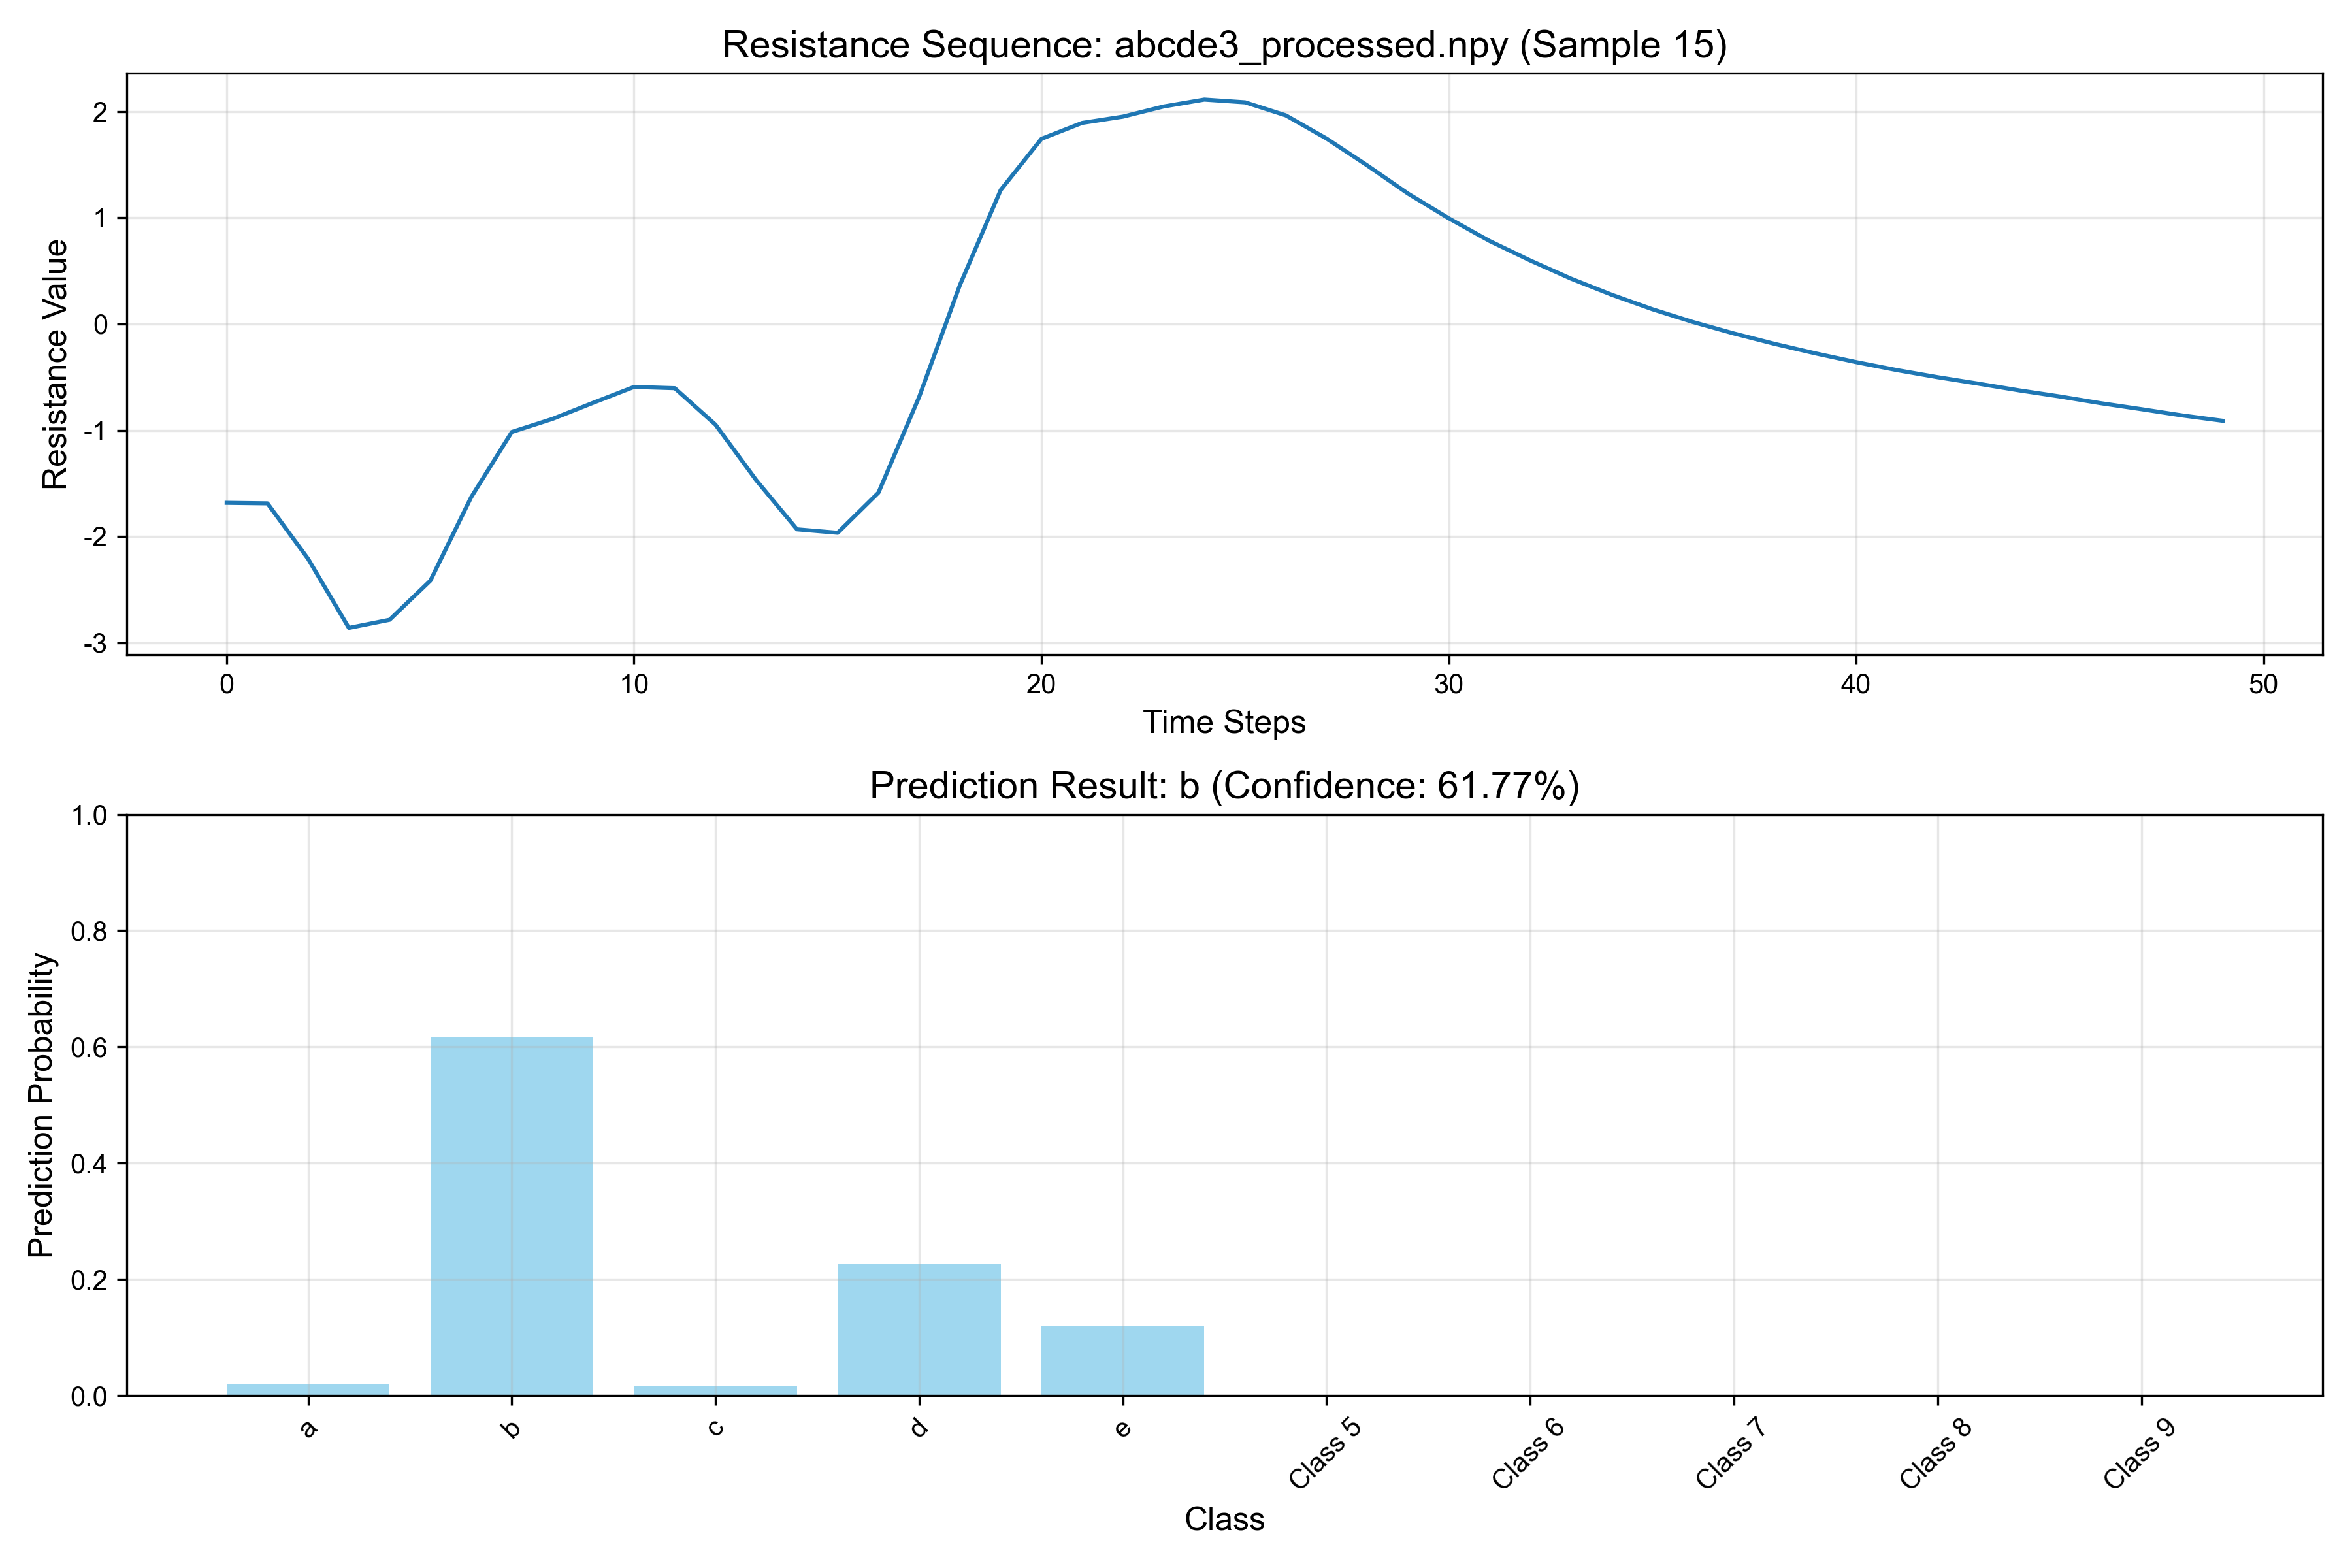 Resistance Sequence: abcde3_processed.npy (Sample 15)
2
1
0
-1
-2
-3
Resistance Value
0 10 20 30 40 50
Time Steps
Prediction Result: b (Confidence: 61.77%)
1.0
0.8
0.6
0.4
0.2
0.0
Prediction Probability
a b c d e Class 5 Class 6 Class 7 Class 8 Class 9
Class